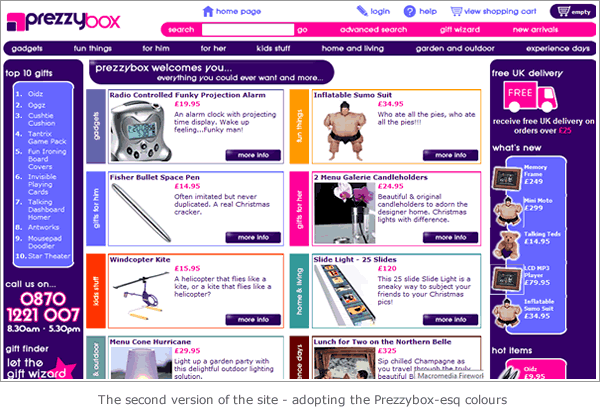 prezzybox
home page
login
help
view shopping cart
empty
search
go
advanced search
gift wizard
new arrivals
gadgets
fun things
for him
for her
kids stuff
home and living
garden and outdoor
experience days
top 10 gifts
1. Oidz
2. Oggz
3. Cushtie Cushion
4. Tantrix Game Pack
5. Fun Ironing Board Covers
6. Invisible Playing Cards
7. Talking Dashboard Homer
8. Antworks
9. Mousepad Doodler
10. Star Theater
call us on...
0870
1221 007
8.30am - 5.30pm
gift finder
let the
gift wizard
prezzybox welcomes you...
everything you could ever want and more...
gadgets
Radio Controlled Funky Projection Alarm
£19.95
An alarm clock with projecting
time display. Wake up
feeling...Funky man!
more info
fun things
Inflatable Sumo Suit
£34.95
Who ate all the pies, who ate
all the pies!!!
more info
gifts for him
Fisher Bullet Space Pen
£14.95
Often imitated but never
duplicated. A real Christmas
cracker.
more info
gifts for her
2 Menu Galerie Candleholders
£24.95
Beautiful & original
candleholders to adorn the
designer home. Christmas
lights with difference.
more info
kids stuff
Windcopter Kite
£15.95
A helicopter that flies like a
kite, or a kite that flies like a
helicopter?
more info
home & living
Slide Light - 25 Slides
£120
This 25 slide Slide Light is a
sneaky way to subject your
friends to your Christmas
pics!
more info
& outdoor
Menu Cone Hurricane
£29.95
Light up a garden party with
this delightful outdoor lighting
solution.
days
Lunch for Two on the Northern Belle
£325
Sip chilled Champagne as
you travel through the truly
beautiful
Macromedia Firework
free UK delivery
FREE
receive free UK delivery on
orders over £25.
what's new
Memory
Frame
£249
Mini Moto
£299
Talking Teds
£14.95
LCD MP3
Player
£79.95
Inflatable
Sumo Suit
£34.95
hot items
Oidz
£9.95
The second version of the site - adopting the Prezzybox-esq colours